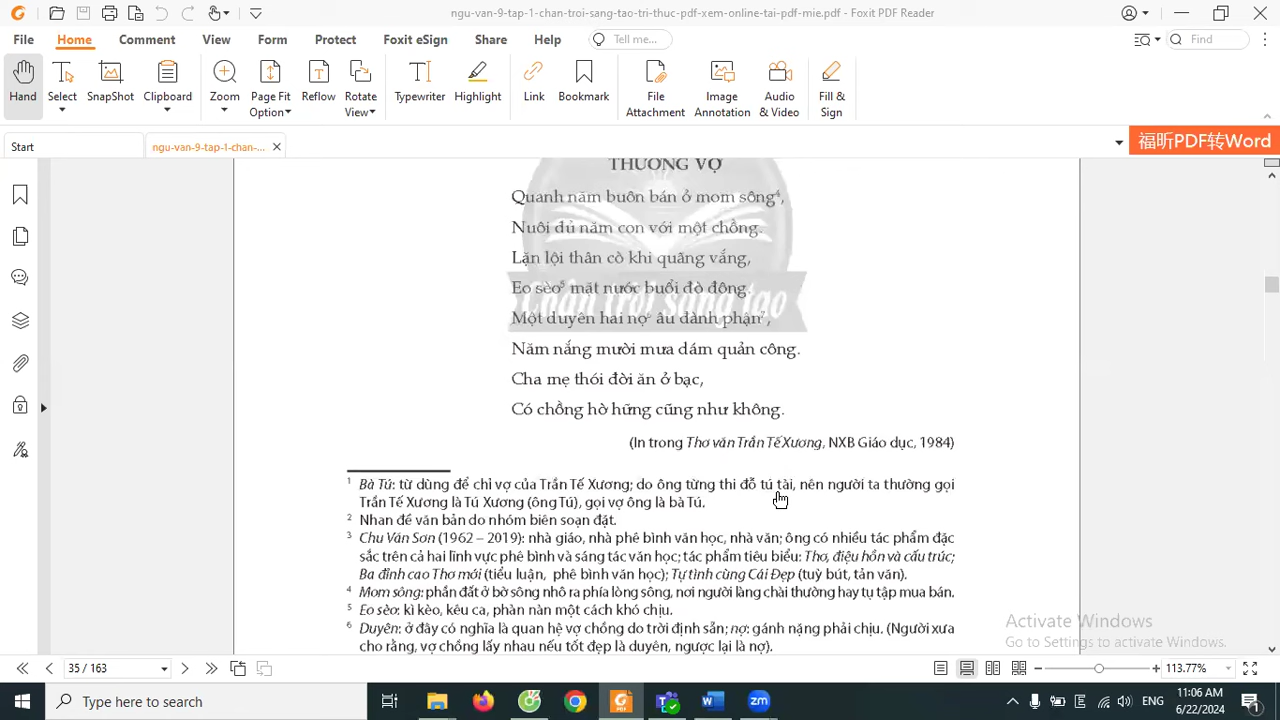 ngu-van-9-tap-1-chan-troi-sang-tao-tri-thuc-pdf-xem-online-tai-pdf-mie.pdf - Foxit PDF Reader
File Home Comment View Form Protect Foxit eSign Share Help Tell me... Find
Hand Select SnapShot Clipboard Zoom Page Fit Option Reflow Rotate View Typewriter Highlight Link Bookmark File Attachment Image Annotation Audio & Video Fill & Sign
Start ngu-van-9-tap-1-chan-... 福昕PDF转Word
THƯƠNG VỢ
Quanh năm buôn bán ở mom sông⁴,
Nuôi đủ năm con với một chồng.
Lặn lội thân cò khi quãng vắng,
Eo sèo⁵ mặt nước buổi đò đông.
Một duyên hai nợ⁶ âu đành phận⁷,
Năm nắng mười mưa dám quản công.
Cha mẹ thói đời ăn ở bạc,
Có chồng hờ hững cũng như không.
Chân trời sáng tạo
(In trong Thơ văn Trần Tế Xương, NXB Giáo dục, 1984)
¹ Bà Tú: từ dùng để chỉ vợ của Trần Tế Xương; do ông từng thi đỗ tú tài, nên người ta thường gọi
Trần Tế Xương là Tú Xương (ông Tú), gọi vợ ông là bà Tú.
² Nhan đề văn bản do nhóm biên soạn đặt.
³ Chu Văn Sơn (1962 – 2019): nhà giáo, nhà phê bình văn học, nhà văn; ông có nhiều tác phẩm đặc
sắc trên cả hai lĩnh vực phê bình và sáng tác văn học; tác phẩm tiêu biểu: Thơ, điệu hồn và cấu trúc;
Ba đỉnh cao Thơ mới (tiểu luận, phê bình văn học); Tự tình cùng Cái Đẹp (tuỳ bút, tản văn).
⁴ Mom sông: phần đất ở bờ sông nhô ra phía lòng sông, nơi người làng chài thường hay tụ tập mua bán.
⁵ Eo sèo: kì kèo, kêu ca, phàn nàn một cách khó chịu.
⁶ Duyên: ở đây có nghĩa là quan hệ vợ chồng do trời định sẵn; nợ: gánh nặng phải chịu. (Người xưa
cho rằng, vợ chồng lấy nhau nếu tốt đẹp là duyên, ngược lại là nợ).
Activate Windows
Go to Settings to activate Windows.
35 / 163 113.77%
Type here to search ENG 11:06 AM
6/22/2024